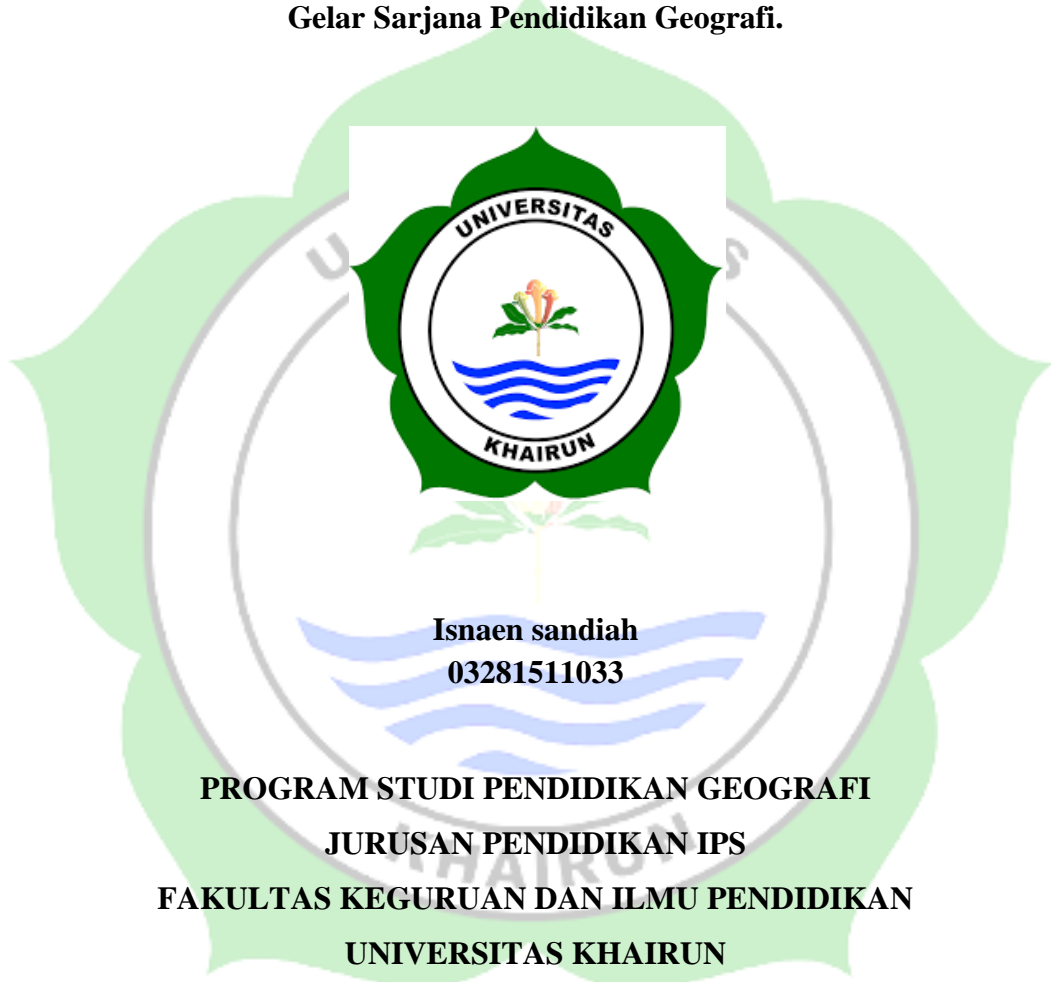 Gelar Sarjana Pendidikan Geografi.
UNIVERSITAS
KHAIRUN
Isnaen sandiah
03281511033
PROGRAM STUDI PENDIDIKAN GEOGRAFI
JURUSAN PENDIDIKAN IPS
KHAIRUN
FAKULTAS KEGURUAN DAN ILMU PENDIDIKAN
UNIVERSITAS KHAIRUN